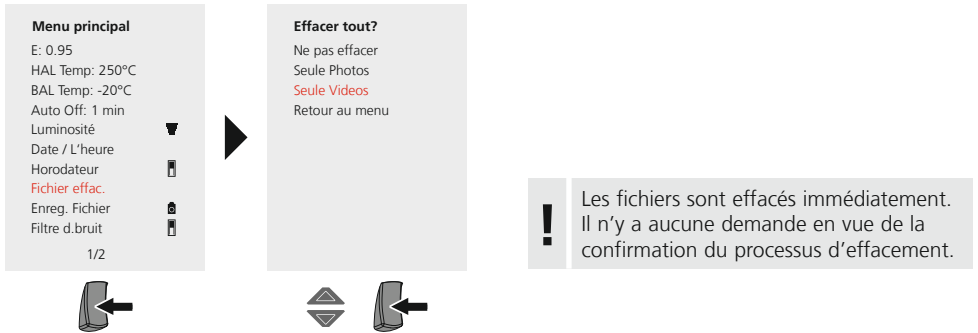 Menu principal
E: 0.95
HAL Temp: 250°C
BAL Temp: -20°C
Auto Off: 1 min
Luminosité
Date / L‘heure
Horodateur
Fichier effac.
Enreg. Fichier
Filtre d.bruit
1/2
Effacer tout?
Ne pas effacer
Seule Photos
Seule Videos
Retour au menu
!
Les fichiers sont effacés immédiatement.
Il n’y a aucune demande en vue de la
confirmation du processus d’effacement.